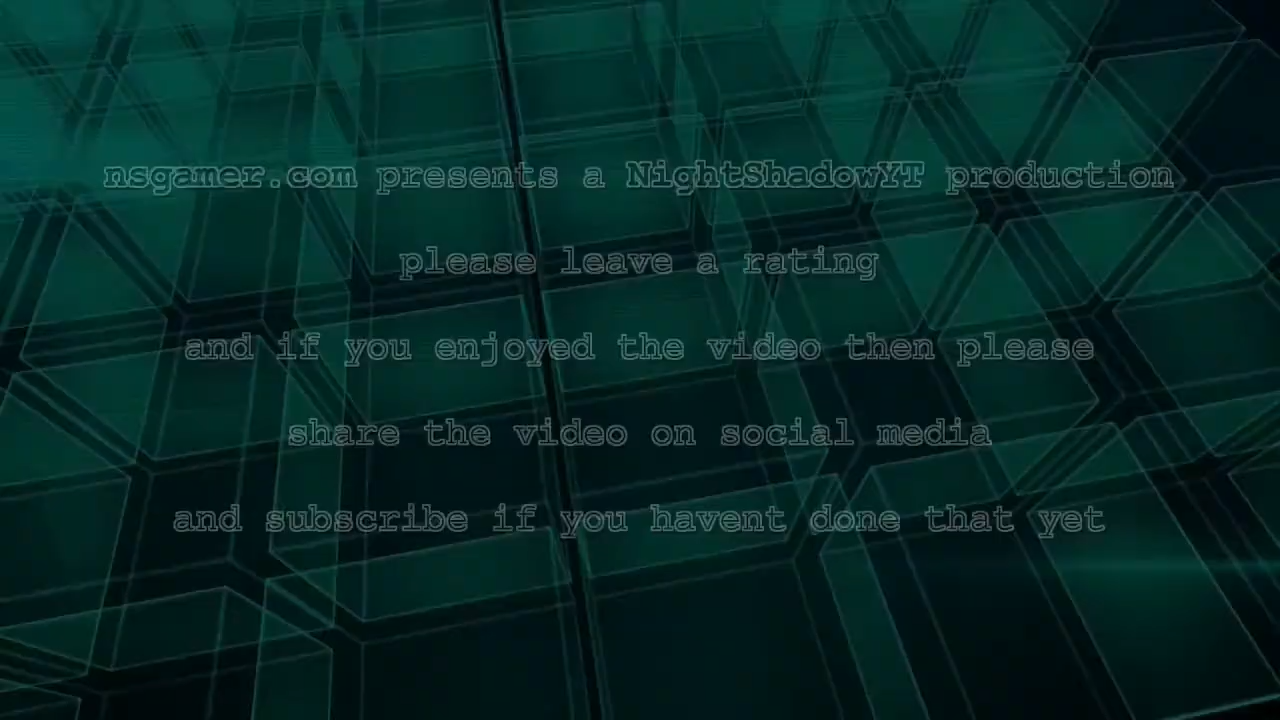 nsgamer.com presents a NightShadowYT production
please leave a rating
and if you enjoyed the video then please
share the video on social media
and subscribe if you havent done that yet